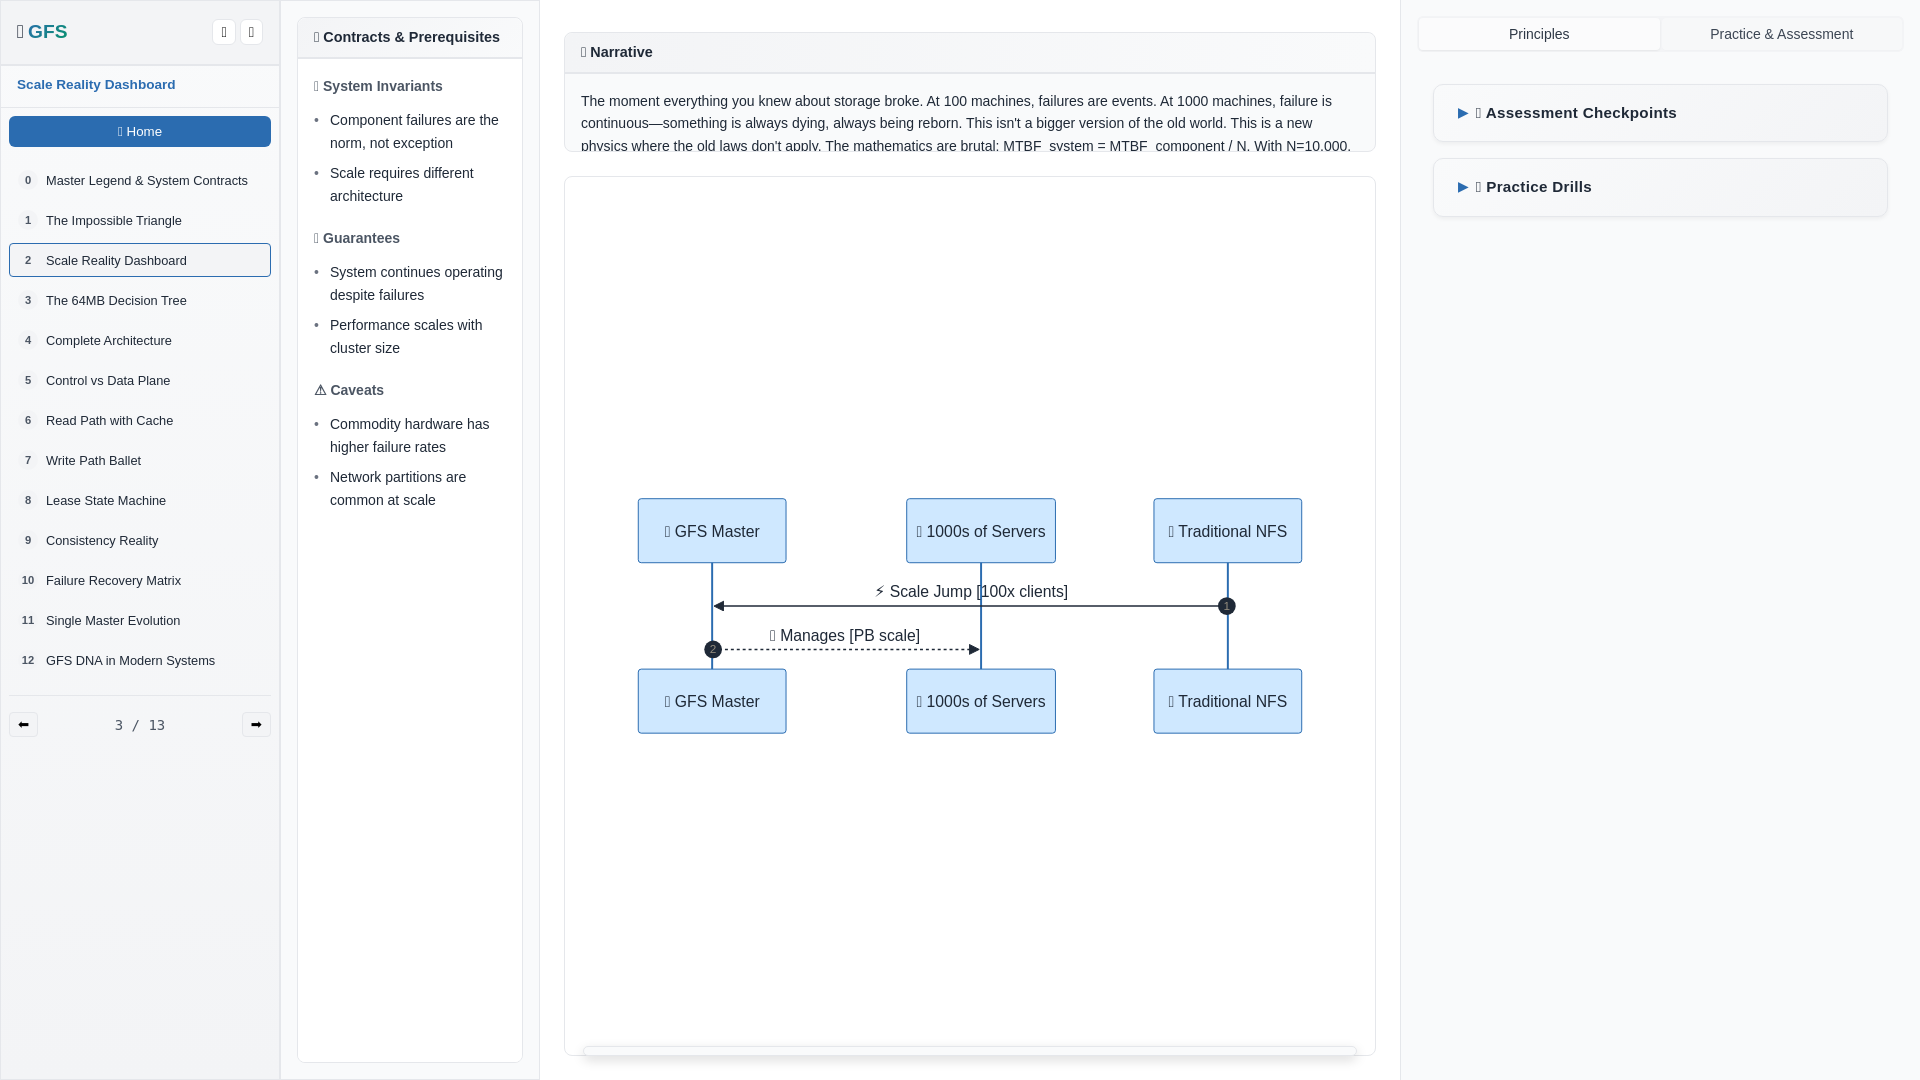 GFS
Scale Reality Dashboard
Home
0 Master Legend & System Contracts
1 The Impossible Triangle
2 Scale Reality Dashboard
3 The 64MB Decision Tree
4 Complete Architecture
5 Control vs Data Plane
6 Read Path with Cache
7 Write Path Ballet
8 Lease State Machine
9 Consistency Reality
10 Failure Recovery Matrix
11 Single Master Evolution
12 GFS DNA in Modern Systems
⬅ 3 / 13 ➡
Contracts & Prerequisites
System Invariants
• Component failures are the
norm, not exception
• Scale requires different
architecture
Guarantees
• System continues operating
despite failures
• Performance scales with
cluster size
⚠ Caveats
• Commodity hardware has
higher failure rates
• Network partitions are
common at scale
Narrative
The moment everything you knew about storage broke. At 100 machines, failures are events. At 1000 machines, failure is
continuous—something is always dying, always being reborn. This isn't a bigger version of the old world. This is a new
physics where the old laws don't apply. The mathematics are brutal: MTBF_system = MTBF_component / N. With N=10,000,
GFS Master
1000s of Servers
Traditional NFS
⚡ Scale Jump [100x clients]
1
Manages [PB scale]
2
GFS Master
1000s of Servers
Traditional NFS
Principles
Practice & Assessment
▶ Assessment Checkpoints
▶ Practice Drills